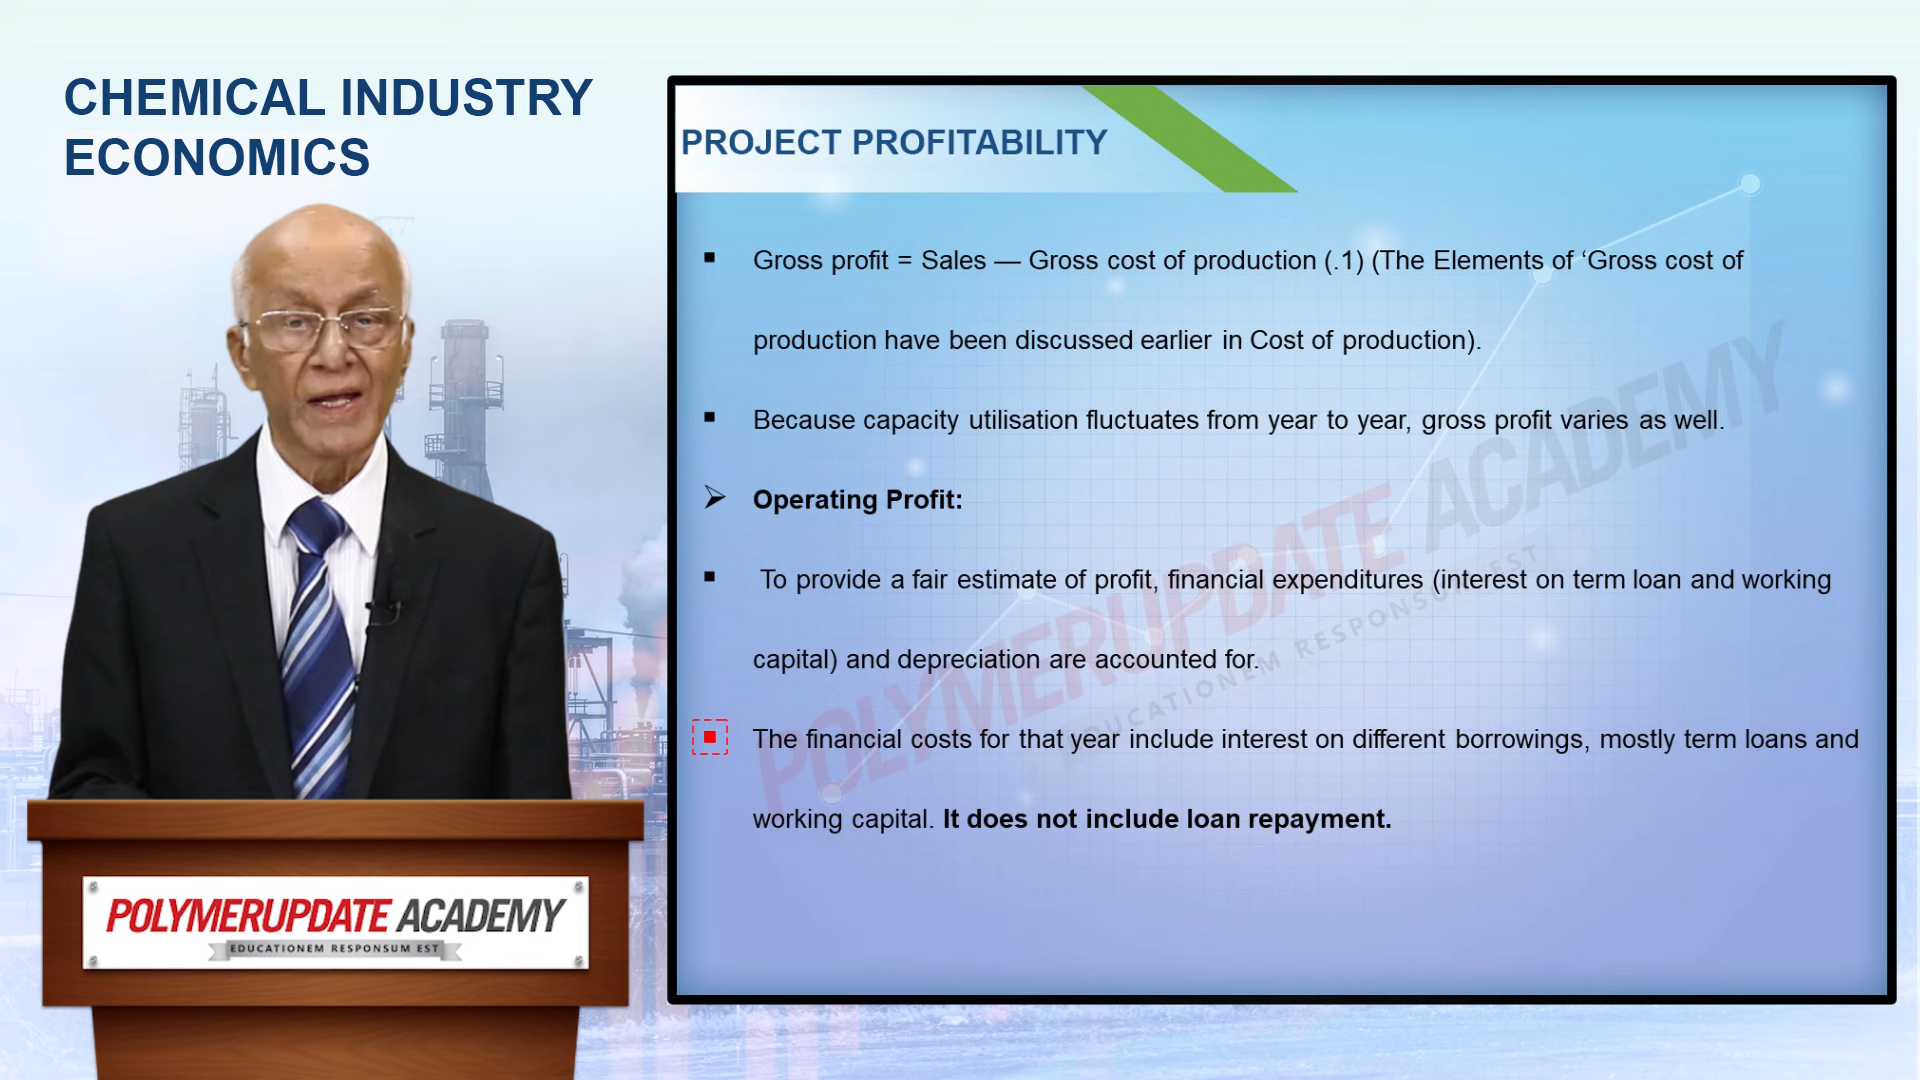 CHEMICAL INDUSTRY
ECONOMICS
PROJECT PROFITABILITY
▪ Gross profit = Sales — Gross cost of production (.1) (The Elements of ‘Gross cost of
production have been discussed earlier in Cost of production).
▪ Because capacity utilisation fluctuates from year to year, gross profit varies as well.
➢ Operating Profit:
▪ To provide a fair estimate of profit, financial expenditures (interest on term loan and working
capital) and depreciation are accounted for.
▪ The financial costs for that year include interest on different borrowings, mostly term loans and
working capital. It does not include loan repayment.
POLYMERUPDATE ACADEMY
EDUCATIONEM RESPONSUM EST
POLYMERUPDATE ACADEMY
EDUCATIONEM RESPONSUM EST